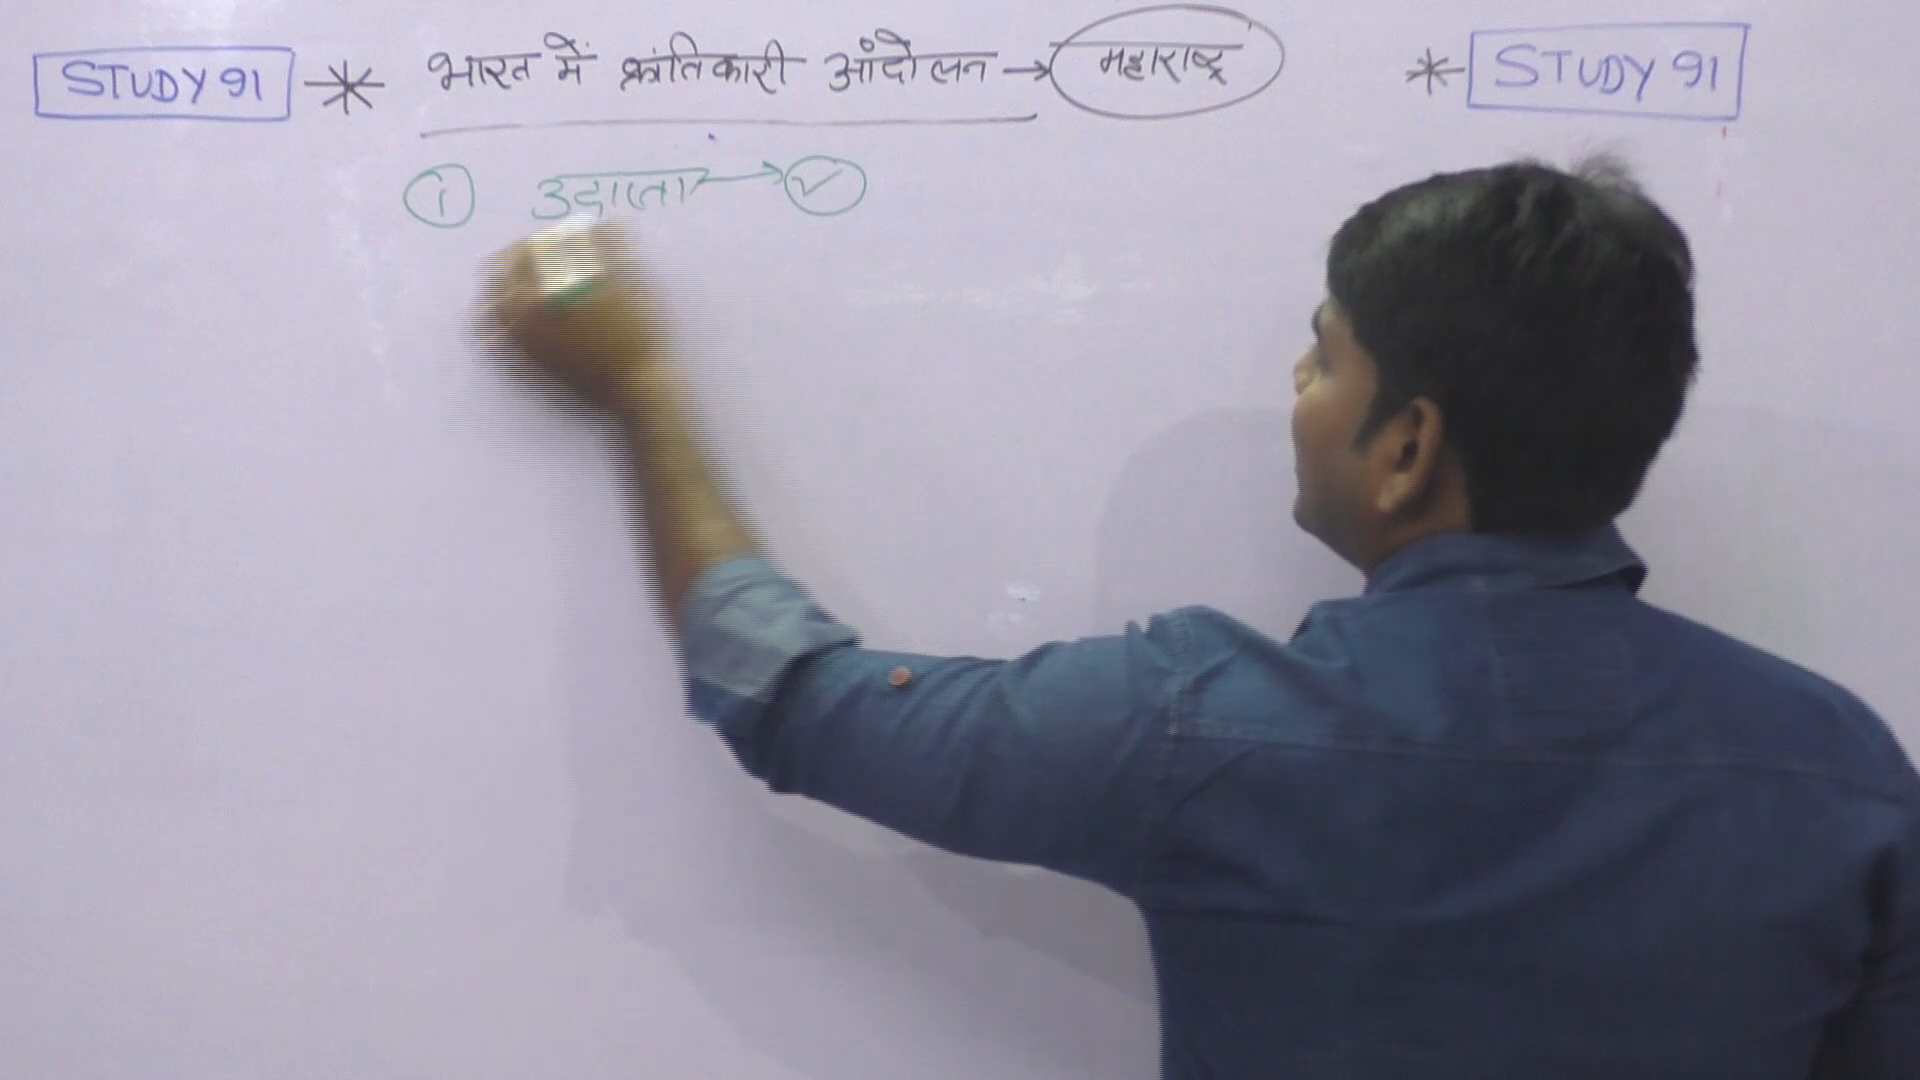 STUDY 91 * भारत में क्रांतिकारी आंदोलन → महाराष्ट्र * STUDY 91
① उदारता → ✓